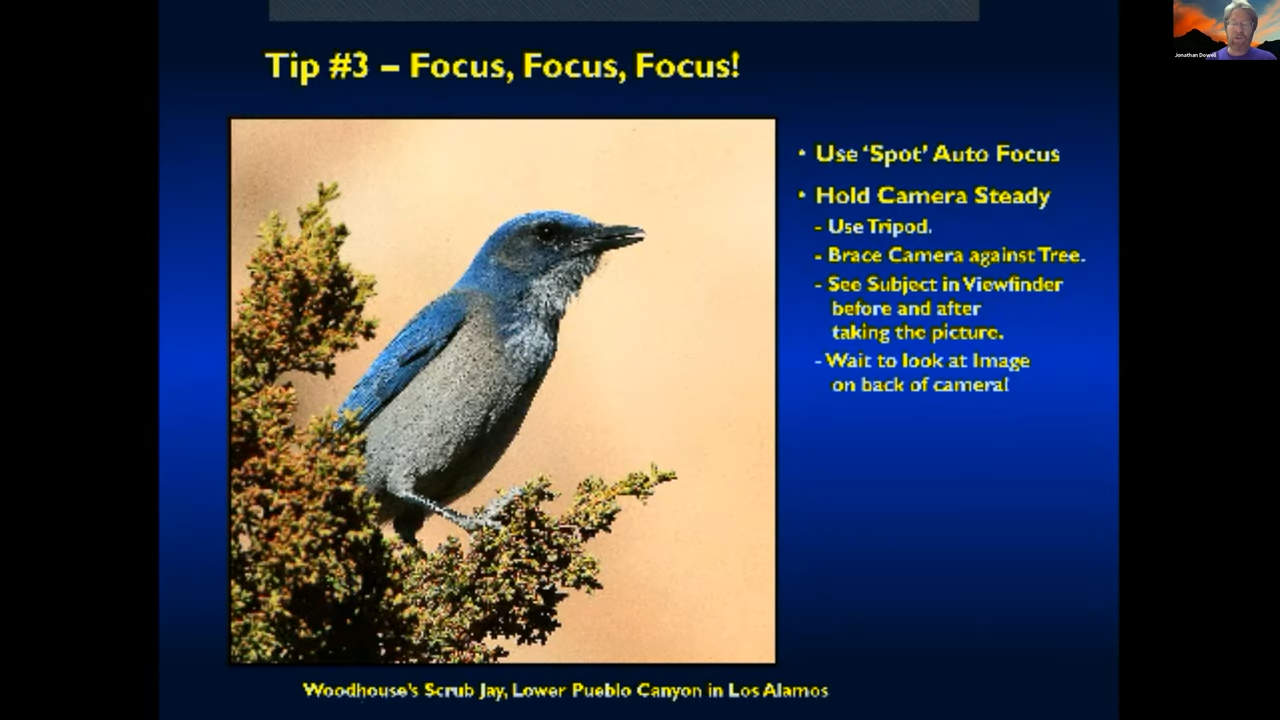 Tip #3 – Focus, Focus, Focus!
• Use ‘Spot’ Auto Focus
• Hold Camera Steady
- Use Tripod.
- Brace Camera against Tree.
- See Subject in Viewfinder
before and after
taking the picture.
- Wait to look at Image
on back of camera!
Woodhouse's Scrub Jay, Lower Pueblo Canyon in Los Alamos
Jonathan Dowell